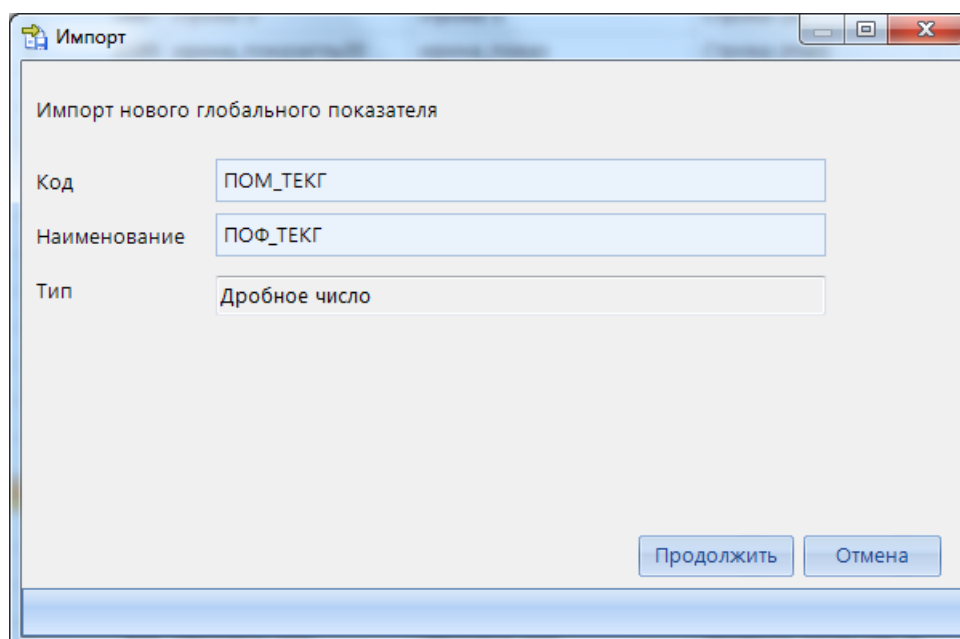 Импорт
Импорт нового глобального показателя
Код
ПОМ_ТЕКГ
Наименование
ПОФ_ТЕКГ
Тип
Дробное число
Продолжить
Отмена